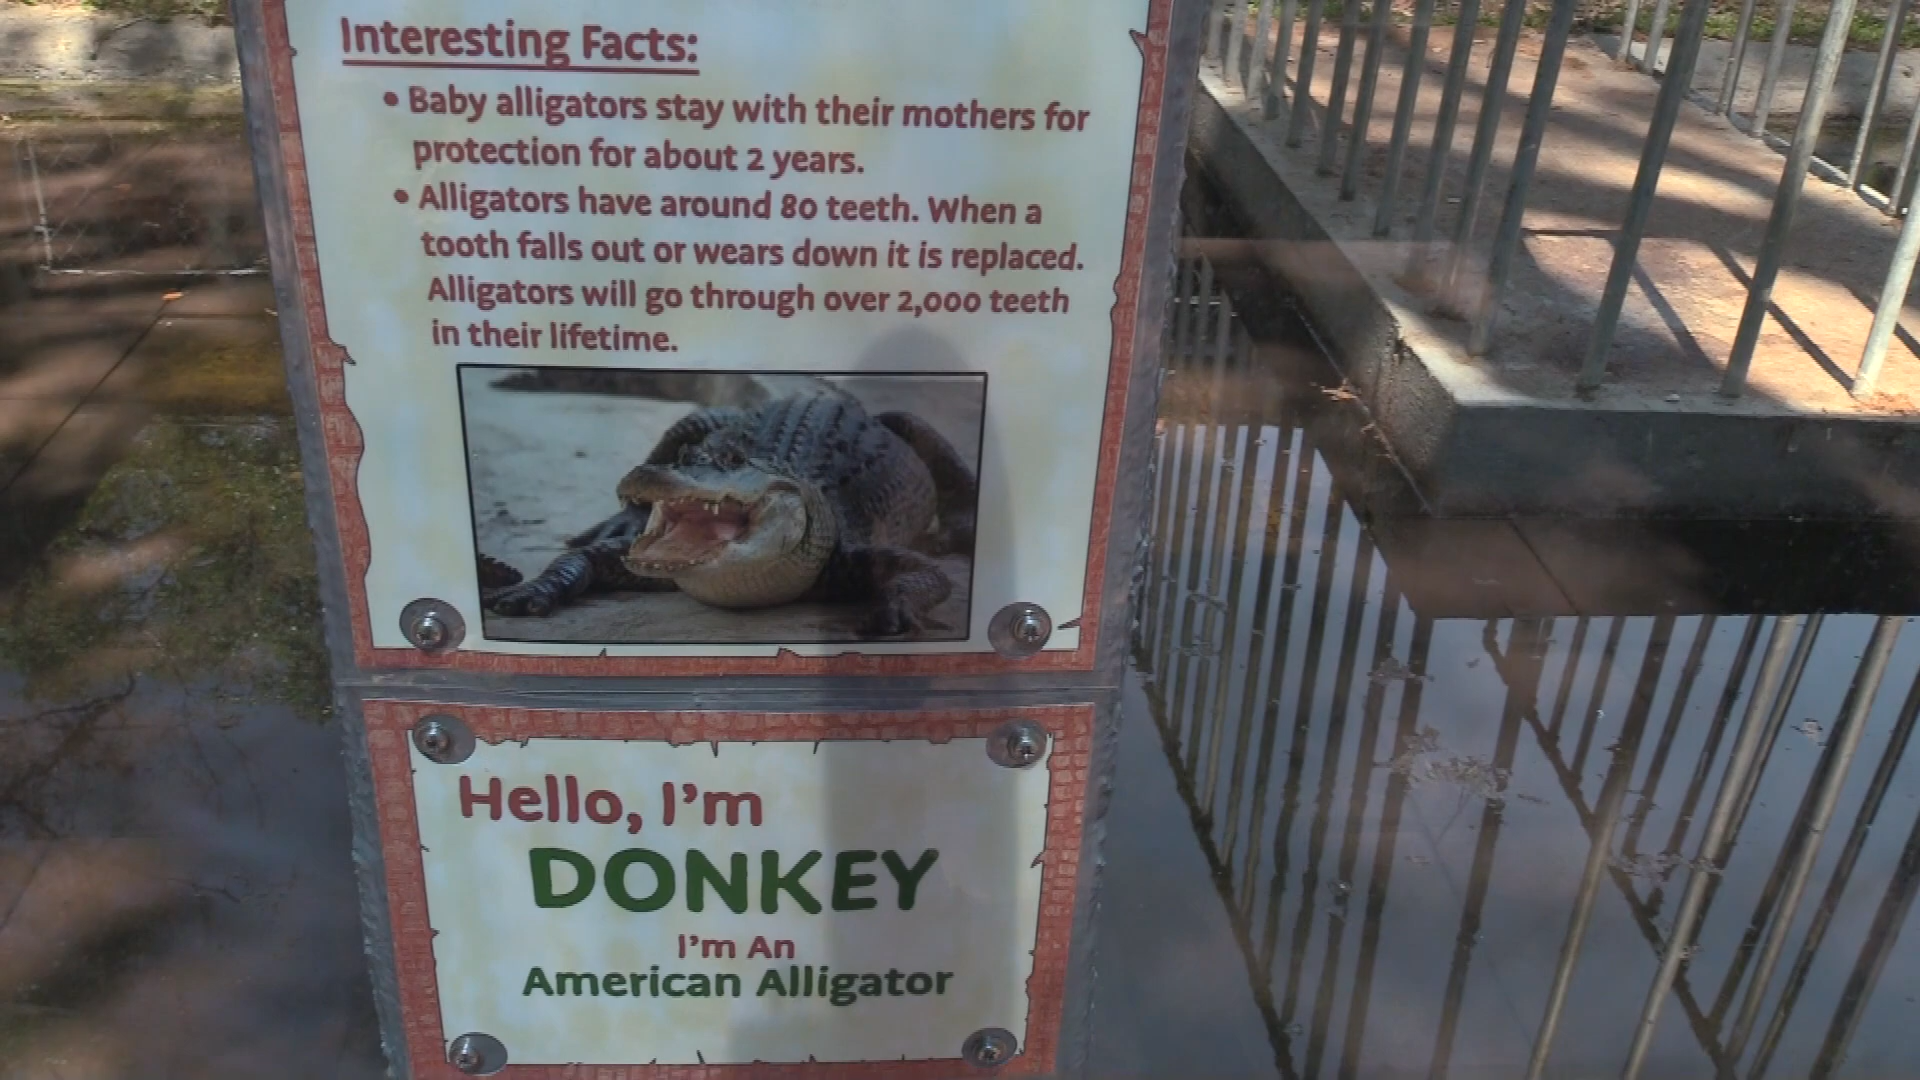 Interesting Facts:
• Baby alligators stay with their mothers for
protection for about 2 years.
• Alligators have around 80 teeth. When a
tooth falls out or wears down it is replaced.
Alligators will go through over 2,000 teeth
in their lifetime.
Hello, I'm
DONKEY
I'm An
American Alligator